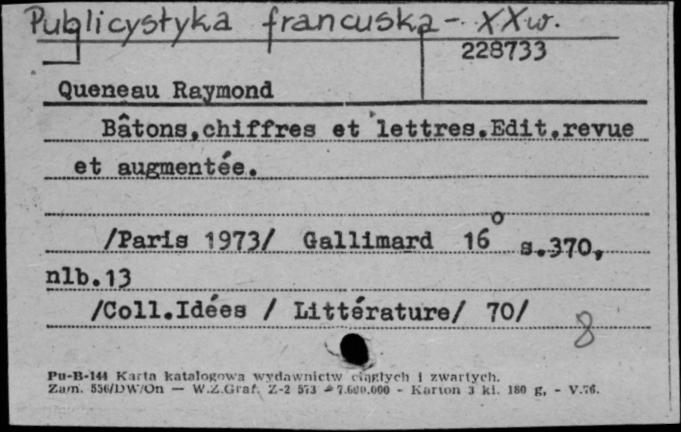 Publicystyka francuska - XX w.
228733
Queneau Raymond
Bâtons,chiffres et lettres.Edit.revue
et augmentée.
/Paris 1973/ Gallimard 16° s.370,
nlb.13
/Coll.Idées / Littérature/ 70/
8
Pu-B-144 Karta katalogowa wydawnictw ciągłych i zwartych.
Zam. 556/DW/On — W.Z.Graf. Z-2 573 - 7.600.000 - Karton 3 kl. 180 g, - V.76.